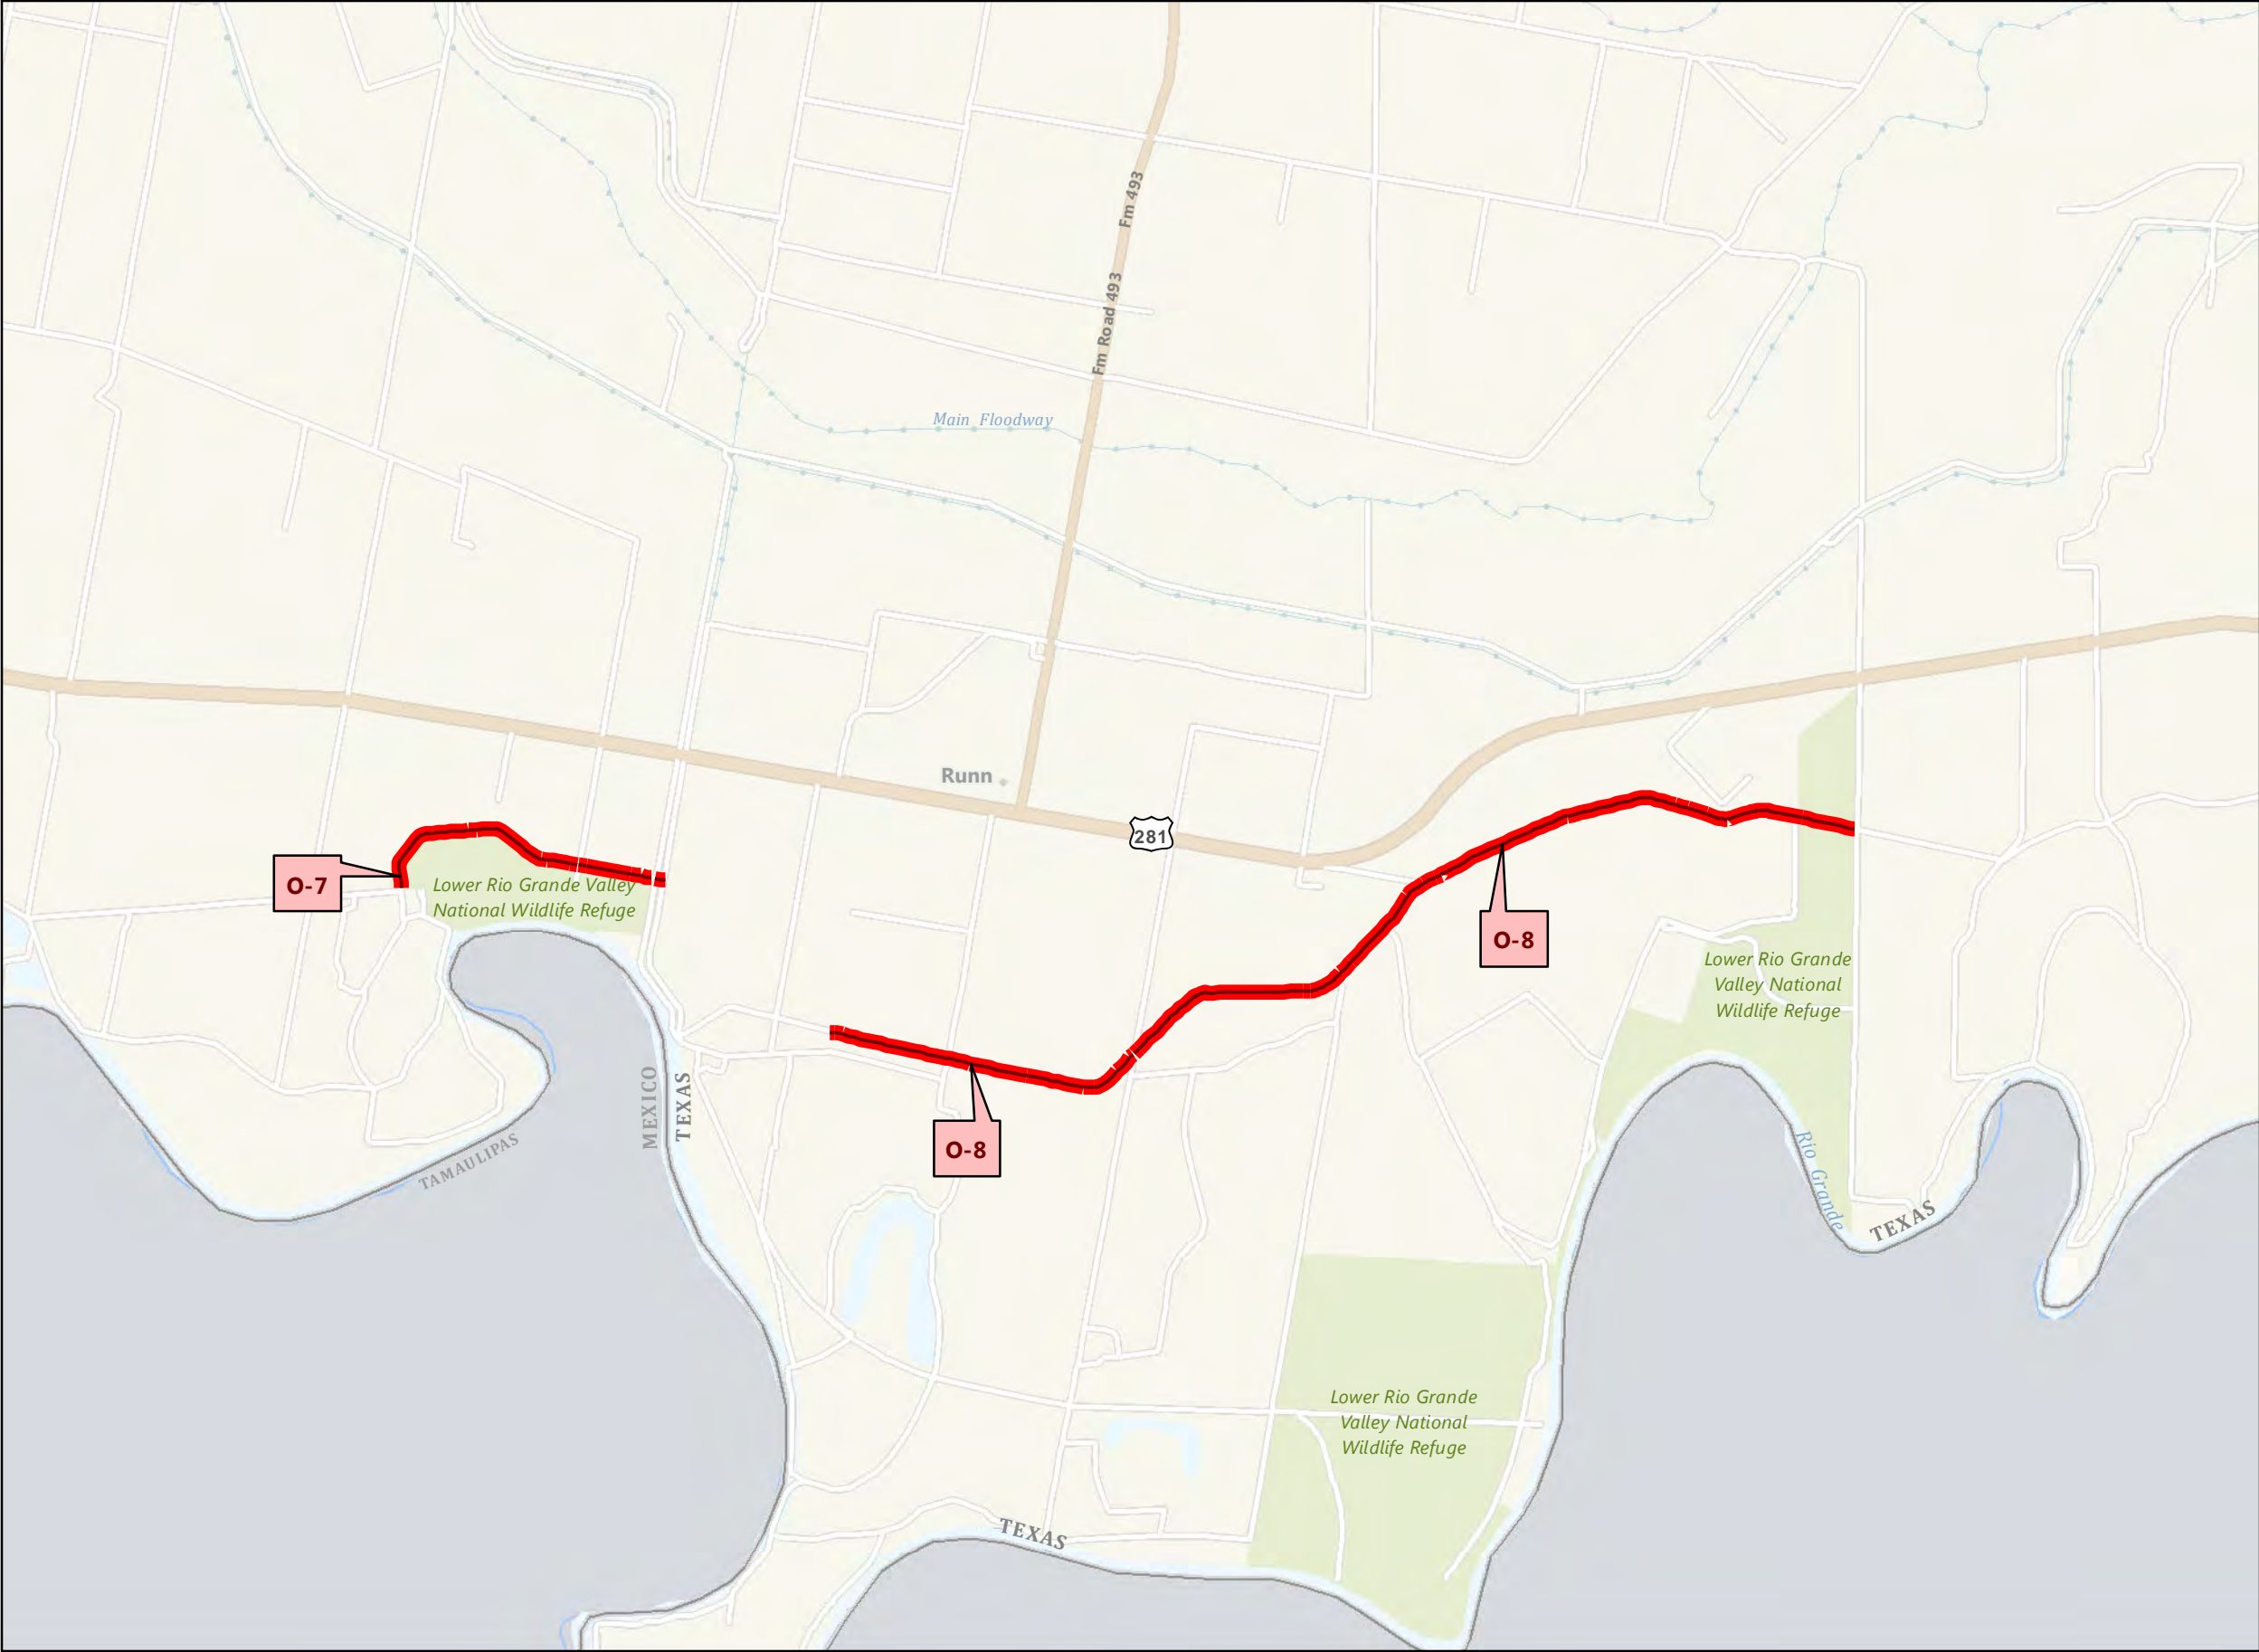 Fm 493
Fm Road 493
Main Floodway
Runn
281
O-7
Lower Rio Grande Valley
National Wildlife Refuge
O-8
Lower Rio Grande
Valley National
Wildlife Refuge
MEXICO
TEXAS
TAMAULIPAS
O-8
Rio Grande
TEXAS
Lower Rio Grande
Valley National
Wildlife Refuge
TEXAS